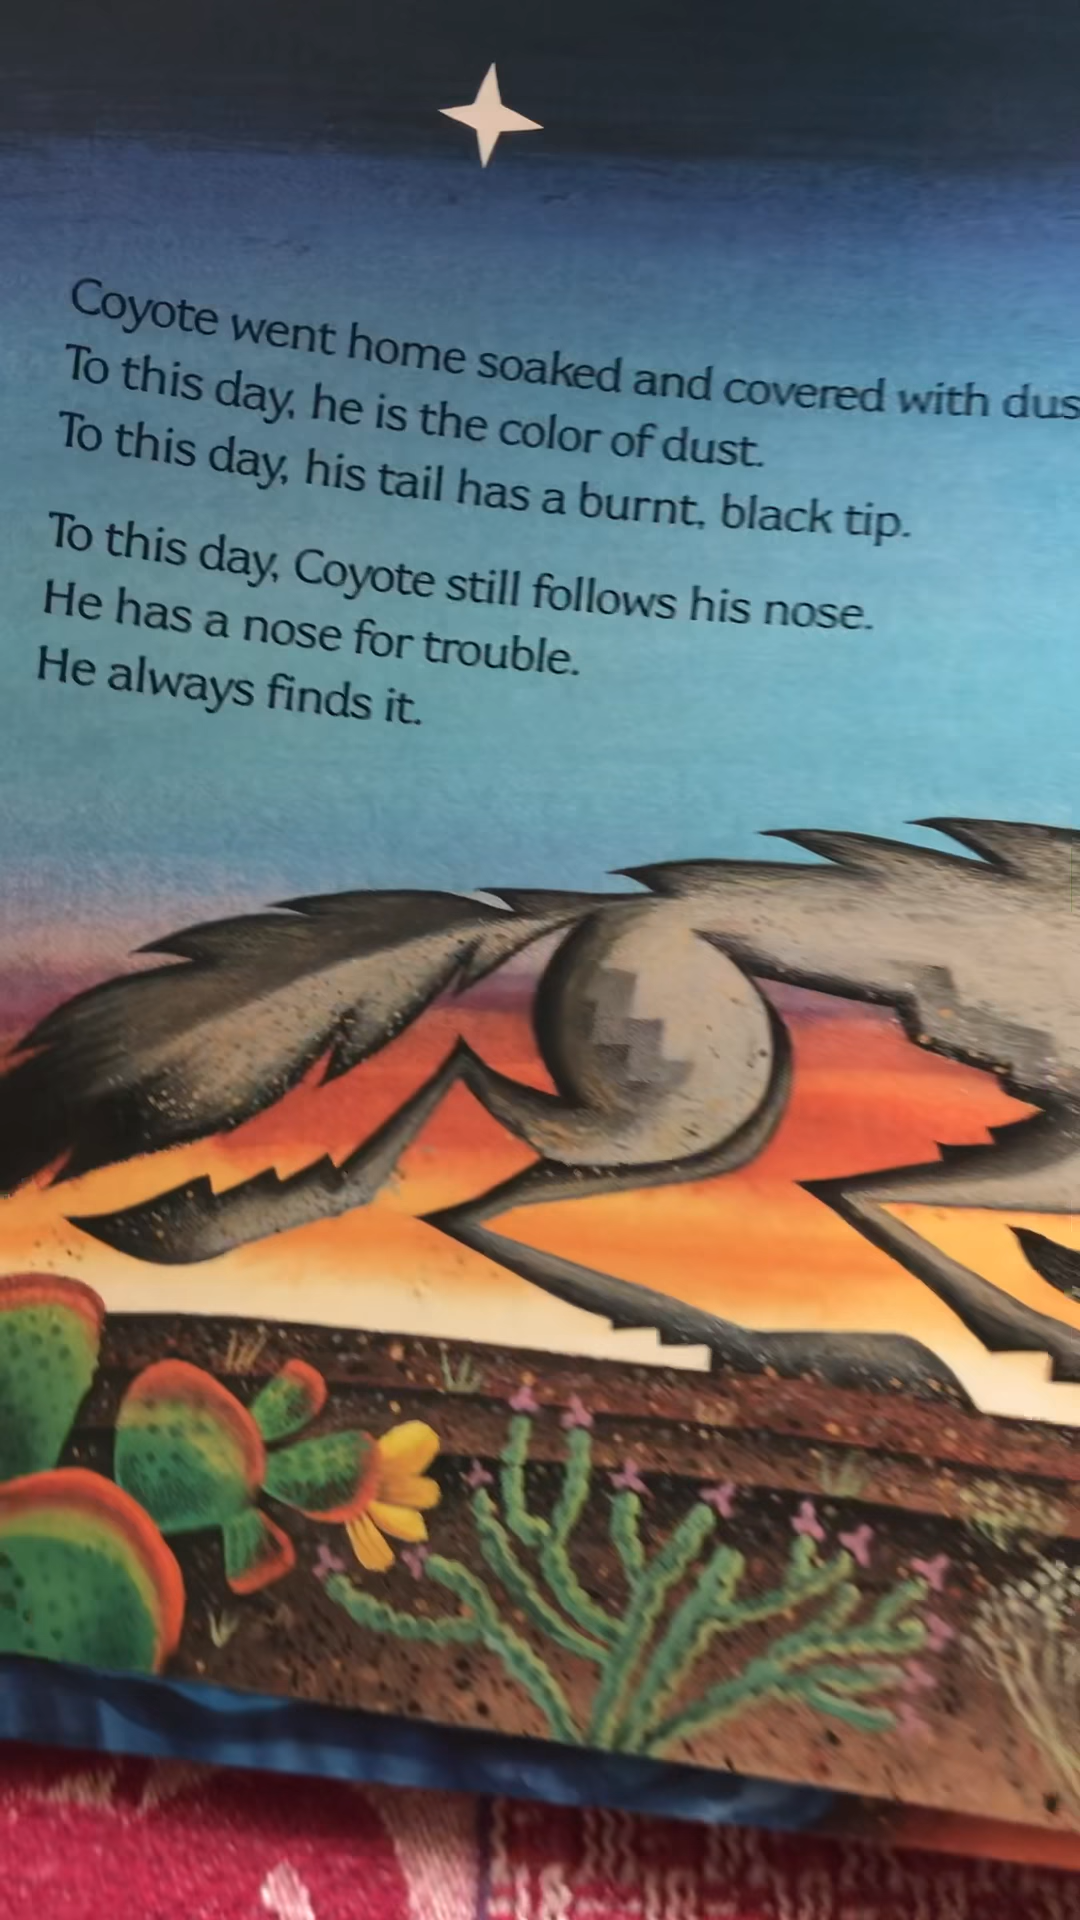 Coyote went home soaked and covered with dus
To this day, he is the color of dust.
To this day, his tail has a burnt, black tip.
To this day, Coyote still follows his nose.
He has a nose for trouble.
He always finds it.